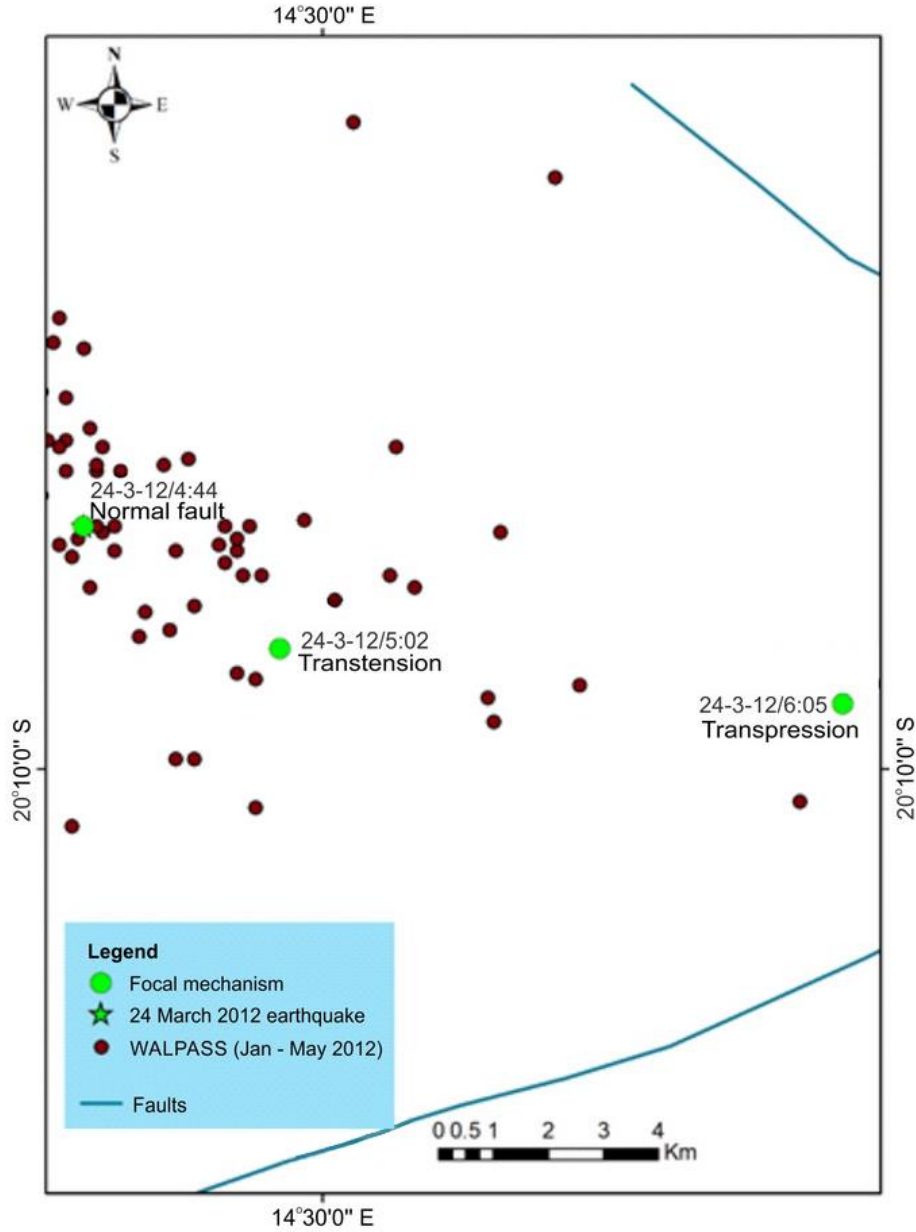 14°30'0" E
N
W E
S
24-3-12/4:44
Normal fault
24-3-12/5:02
Transtension
24-3-12/6:05
Transpression
20°10'0" S
20°10'0" S
Legend
Focal mechanism
24 March 2012 earthquake
WALPASS (Jan - May 2012)
Faults
0 0.5 1 2 3 4
Km
14°30'0" E